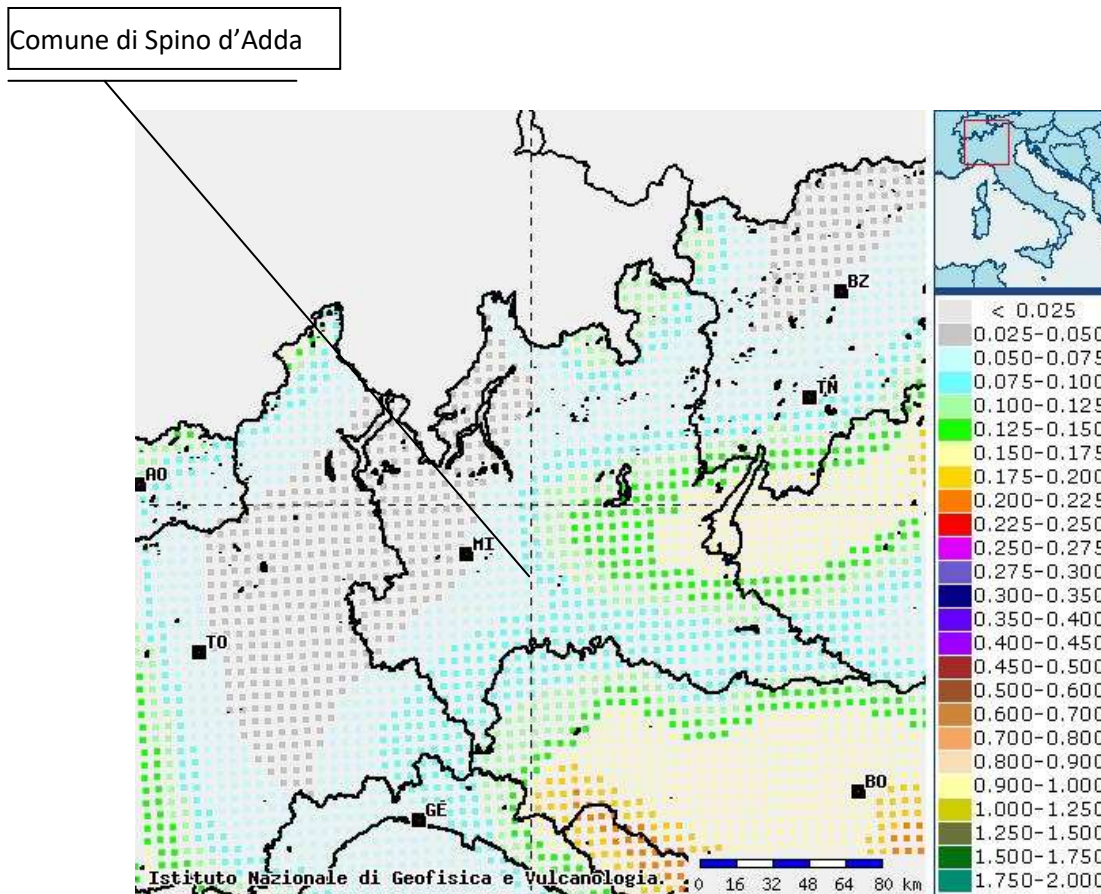 Comune di Spino d’Adda
BZ
TN
AO
MI
TO
BO
GE
Istituto Nazionale di Geofisica e Vulcanologia.
0 16 32 48 64 80 km
< 0.025
0.025-0.050
0.050-0.075
0.075-0.100
0.100-0.125
0.125-0.150
0.150-0.175
0.175-0.200
0.200-0.225
0.225-0.250
0.250-0.275
0.275-0.300
0.300-0.350
0.350-0.400
0.400-0.450
0.450-0.500
0.500-0.600
0.600-0.700
0.700-0.800
0.800-0.900
0.900-1.000
1.000-1.250
1.250-1.500
1.500-1.750
1.750-2.000